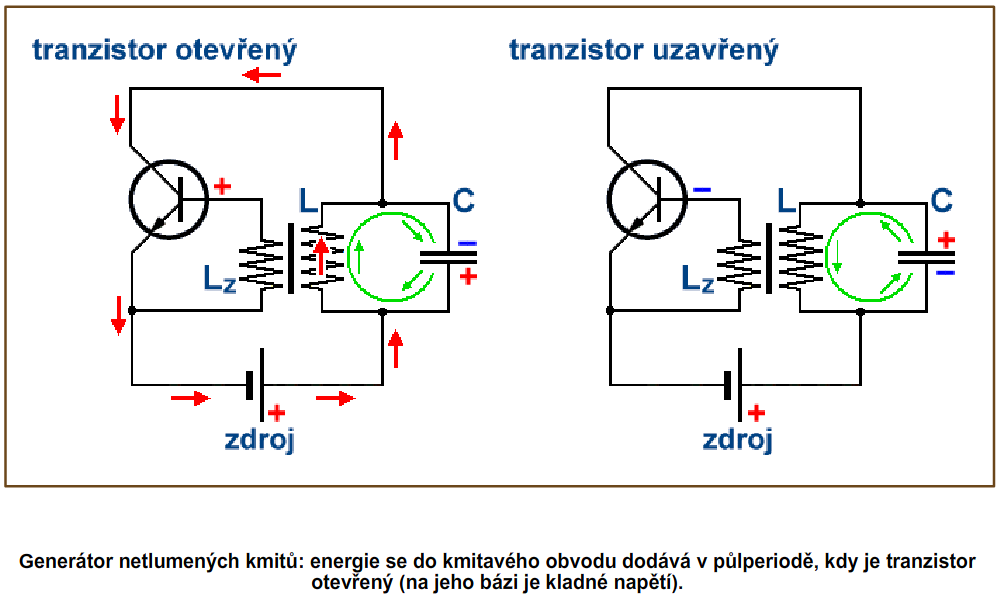 tranzistor otevřený
tranzistor uzavřený
+
–
L
C
L
C
–
+
+
–
Lz
Lz
+
+
zdroj
zdroj
Generátor netlumených kmitů: energie se do kmitavého obvodu dodává v půlperiodě, kdy je tranzistor
otevřený (na jeho bázi je kladné napětí).